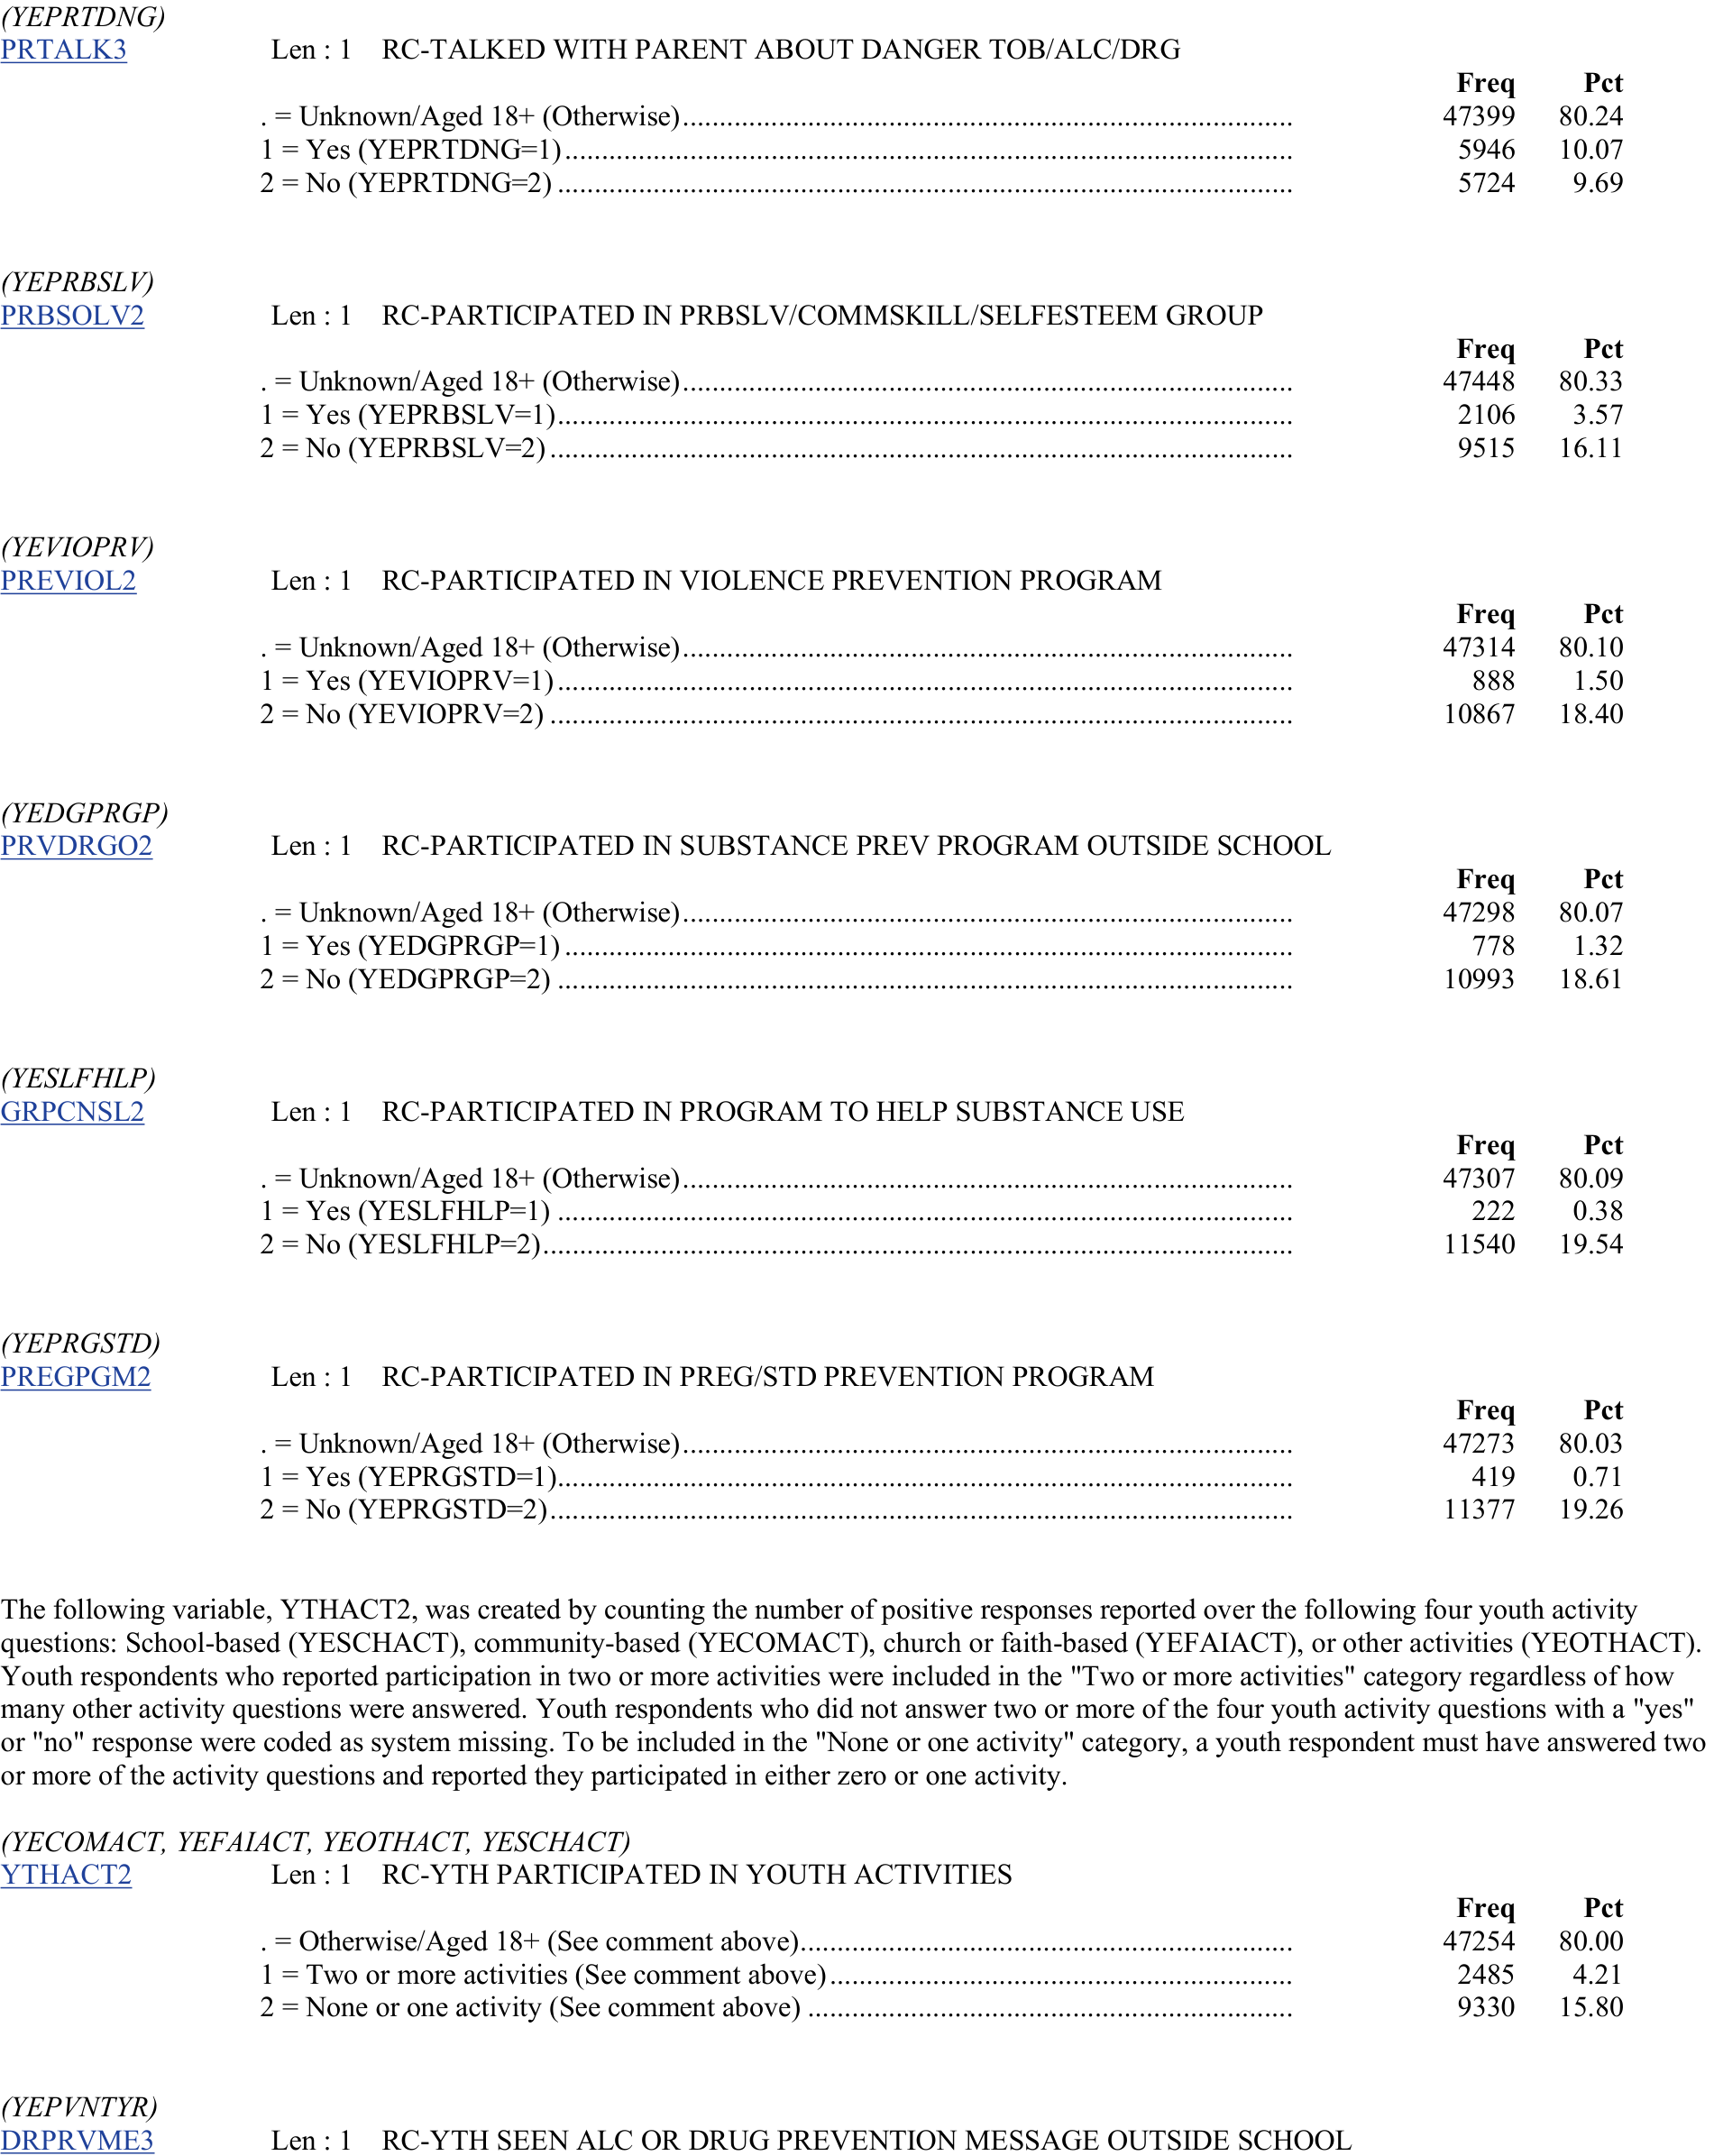 (YEPRTDNG)
PRTALK3 Len : 1 RC-TALKED WITH PARENT ABOUT DANGER TOB/ALC/DRG
Freq Pct
. = Unknown/Aged 18+ (Otherwise)........ 47399 80.24
1 = Yes (YEPRTDNG=1)........ 5946 10.07
2 = No (YEPRTDNG=2)........ 5724 9.69
(YEPRBSLV)
PRBSOLV2 Len : 1 RC-PARTICIPATED IN PRBSLV/COMMSKILL/SELFESTEEM GROUP
Freq Pct
. = Unknown/Aged 18+ (Otherwise)........ 47448 80.33
1 = Yes (YEPRBSLV=1)........ 2106 3.57
2 = No (YEPRBSLV=2)........ 9515 16.11
(YEVIOPRV)
PREVIOL2 Len : 1 RC-PARTICIPATED IN VIOLENCE PREVENTION PROGRAM
Freq Pct
. = Unknown/Aged 18+ (Otherwise)........ 47314 80.10
1 = Yes (YEVIOPRV=1)........ 888 1.50
2 = No (YEVIOPRV=2)........ 10867 18.40
(YEDGPRGP)
PRVDRGO2 Len : 1 RC-PARTICIPATED IN SUBSTANCE PREV PROGRAM OUTSIDE SCHOOL
Freq Pct
. = Unknown/Aged 18+ (Otherwise)........ 47298 80.07
1 = Yes (YEDGPRGP=1)........ 778 1.32
2 = No (YEDGPRGP=2)........ 10993 18.61
(YESLFHLP)
GRPCNSL2 Len : 1 RC-PARTICIPATED IN PROGRAM TO HELP SUBSTANCE USE
Freq Pct
. = Unknown/Aged 18+ (Otherwise)........ 47307 80.09
1 = Yes (YESLFHLP=1)........ 222 0.38
2 = No (YESLFHLP=2)........ 11540 19.54
(YEPRGSTD)
PREGPGM2 Len : 1 RC-PARTICIPATED IN PREG/STD PREVENTION PROGRAM
Freq Pct
. = Unknown/Aged 18+ (Otherwise)........ 47273 80.03
1 = Yes (YEPRGSTD=1)........ 419 0.71
2 = No (YEPRGSTD=2)........ 11377 19.26
The following variable, YTHACT2, was created by counting the number of positive responses reported over the following four youth activity
questions: School-based (YESCHACT), community-based (YECOMACT), church or faith-based (YEFAIACT), or other activities (YEOTHACT).
Youth respondents who reported participation in two or more activities were included in the "Two or more activities" category regardless of how
many other activity questions were answered. Youth respondents who did not answer two or more of the four youth activity questions with a "yes"
or "no" response were coded as system missing. To be included in the "None or one activity" category, a youth respondent must have answered two
or more of the activity questions and reported they participated in either zero or one activity.
(YECOMACT, YEFAIACT, YEOTHACT, YESCHACT)
YTHACT2 Len : 1 RC-YTH PARTICIPATED IN YOUTH ACTIVITIES
Freq Pct
. = Otherwise/Aged 18+ (See comment above)........ 47254 80.00
1 = Two or more activities (See comment above)........ 2485 4.21
2 = None or one activity (See comment above)........ 9330 15.80
(YEPVNTYR)
DRPRVME3 Len : 1 RC-YTH SEEN ALC OR DRUG PREVENTION MESSAGE OUTSIDE SCHOOL